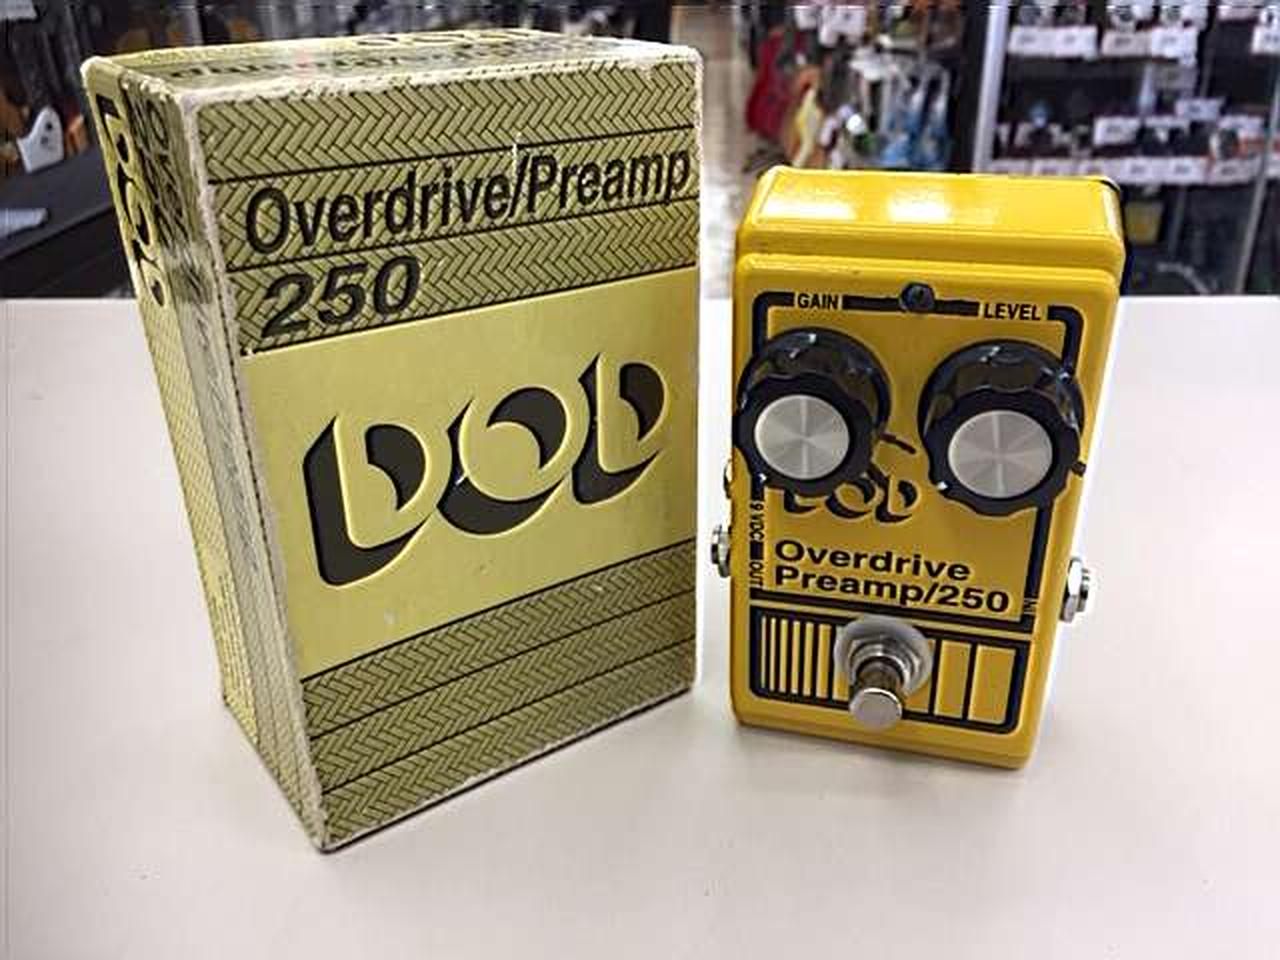 Overdrive/Preamp
250
DOD
GAIN
LEVEL
DOD
9 VDC
OUT
IN
Overdrive
Preamp/250